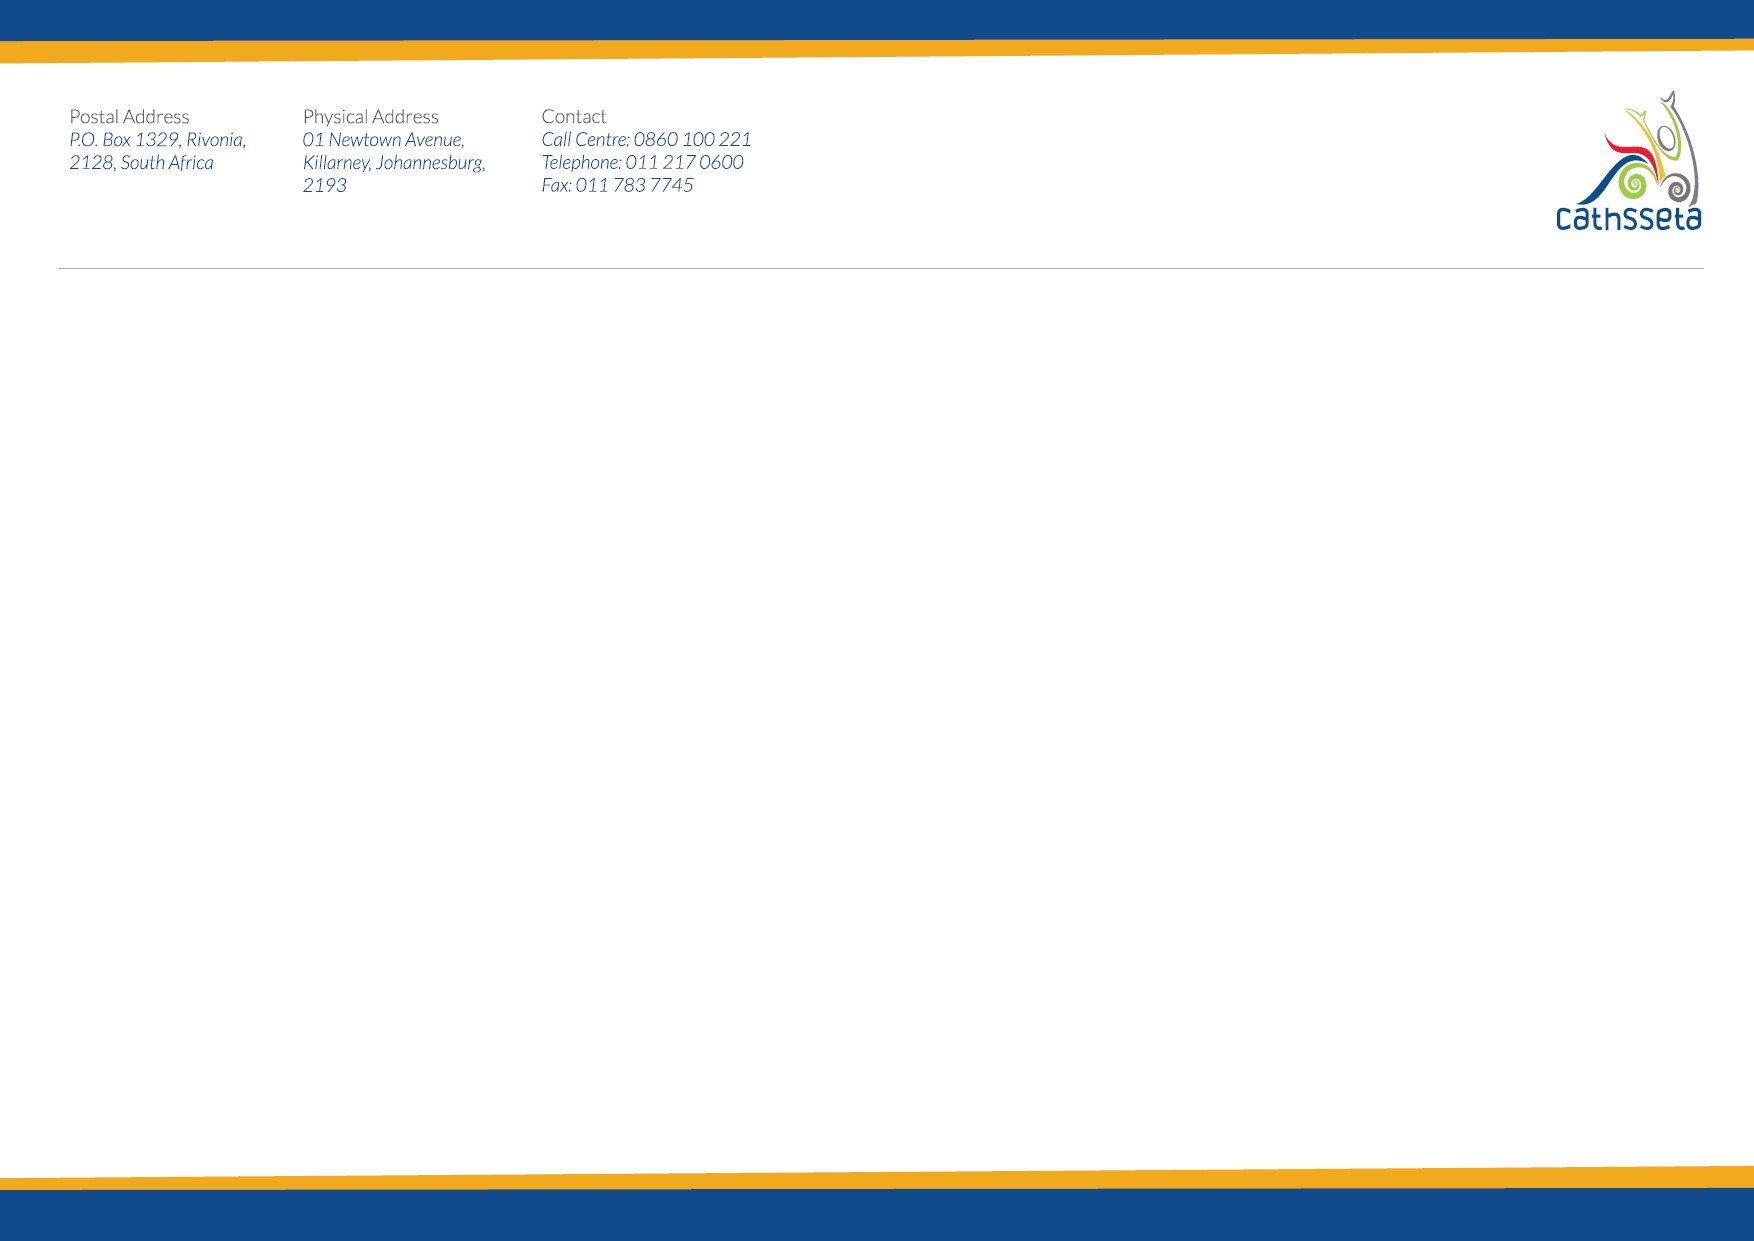 Postal Address
P.O. Box 1329, Rivonia,
2128, South Africa
Physical Address
01 Newtown Avenue,
Killarney, Johannesburg,
2193
Contact
Call Centre: 0860 100 221
Telephone: 011 217 0600
Fax: 011 783 7745
cathsseta